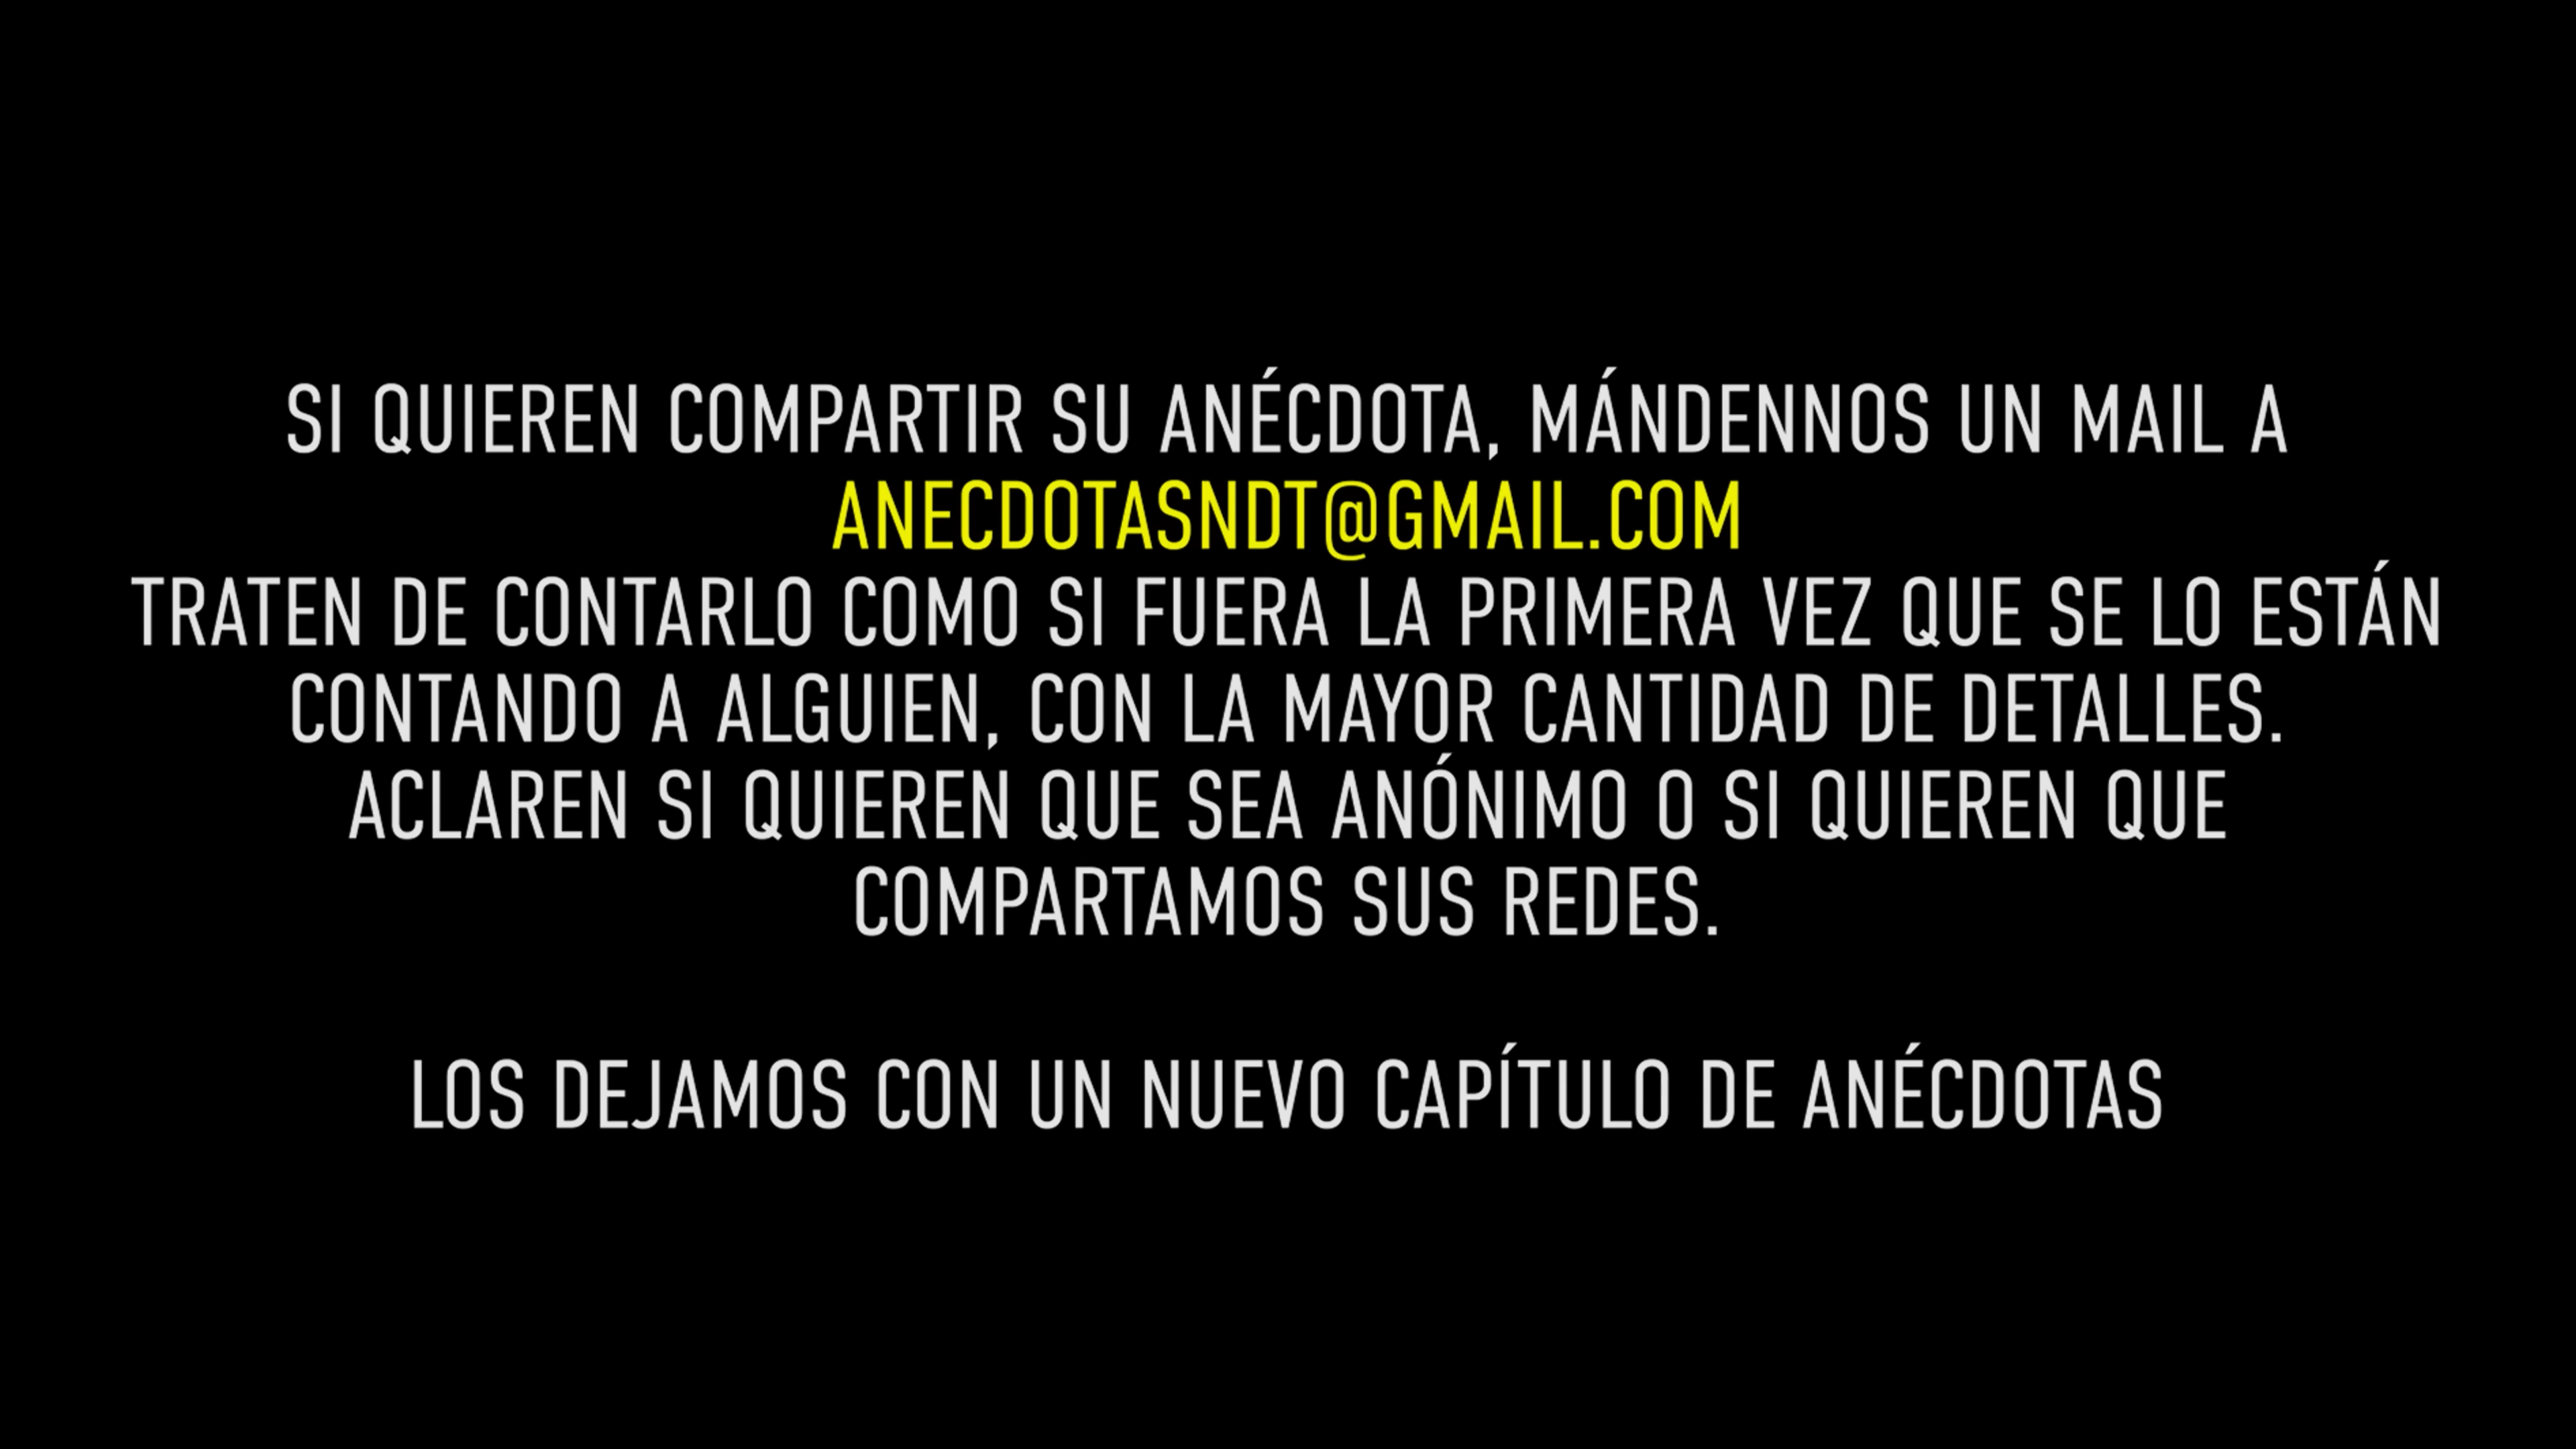 SI QUIEREN COMPARTIR SU ANÉCDOTA, MÁNDENNOS UN MAIL A
ANECDOTASNDT@GMAIL.COM
TRATEN DE CONTARLO COMO SI FUERA LA PRIMERA VEZ QUE SE LO ESTÁN
CONTANDO A ALGUIEN, CON LA MAYOR CANTIDAD DE DETALLES.
ACLAREN SI QUIEREN QUE SEA ANÓNIMO O SI QUIEREN QUE
COMPARTAMOS SUS REDES.
LOS DEJAMOS CON UN NUEVO CAPÍTULO DE ANÉCDOTAS